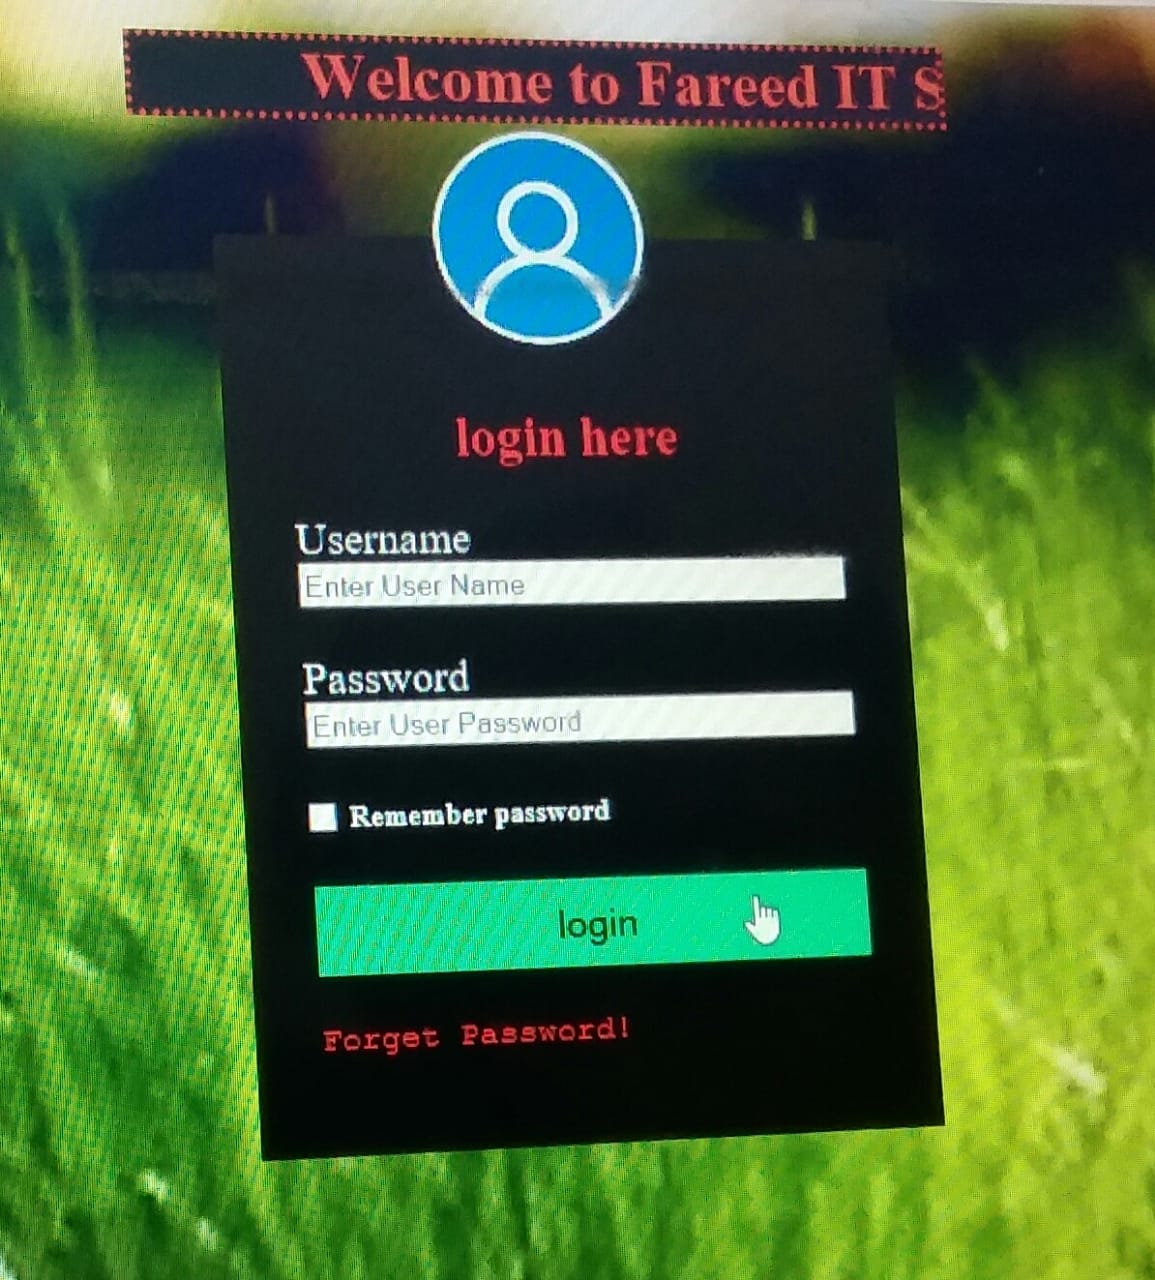 Welcome to Fareed IT S
login here
Username
Enter User Name
Password
Enter User Password
Remember password
login
Forget Password!